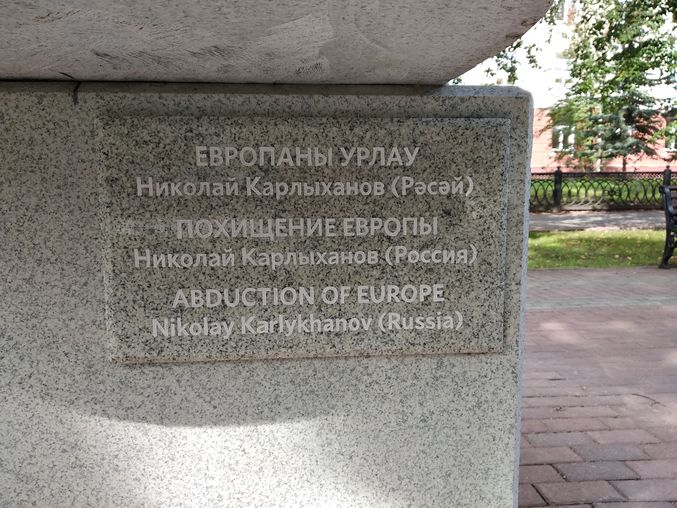 ЕВРОПАНЫ УРЛАУ
Николай Карлыханов (Рәсәй)
ПОХИЩЕНИЕ ЕВРОПЫ
Николай Карлыханов (Россия)
ABDUCTION OF EUROPE
Nikolay Karlykhanov (Russia)